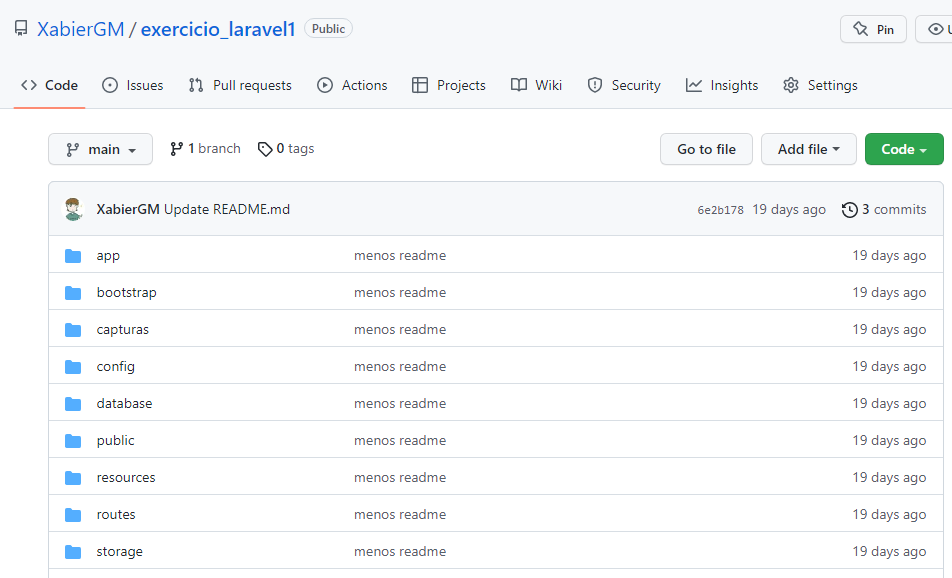 XabierGM / exercicio_laravel1 Public Pin
Code Issues Pull requests Actions Projects Wiki Security Insights Settings
main 1 branch 0 tags Go to file Add file Code
XabierGM Update README.md 6e2b178 19 days ago 3 commits
app menos readme 19 days ago
bootstrap menos readme 19 days ago
capturas menos readme 19 days ago
config menos readme 19 days ago
database menos readme 19 days ago
public menos readme 19 days ago
resources menos readme 19 days ago
routes menos readme 19 days ago
storage menos readme 19 days ago